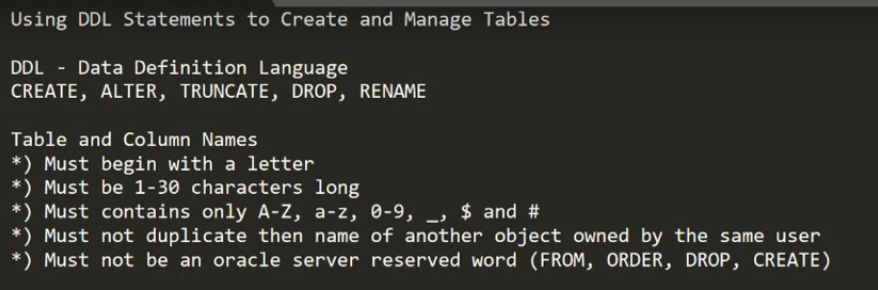 Using DDL Statements to Create and Manage Tables
DDL - Data Definition Language
CREATE, ALTER, TRUNCATE, DROP, RENAME
Table and Column Names
*) Must begin with a letter
*) Must be 1-30 characters long
*) Must contains only A-Z, a-z, 0-9, _, $ and #
*) Must not duplicate then name of another object owned by the same user
*) Must not be an oracle server reserved word (FROM, ORDER, DROP, CREATE)